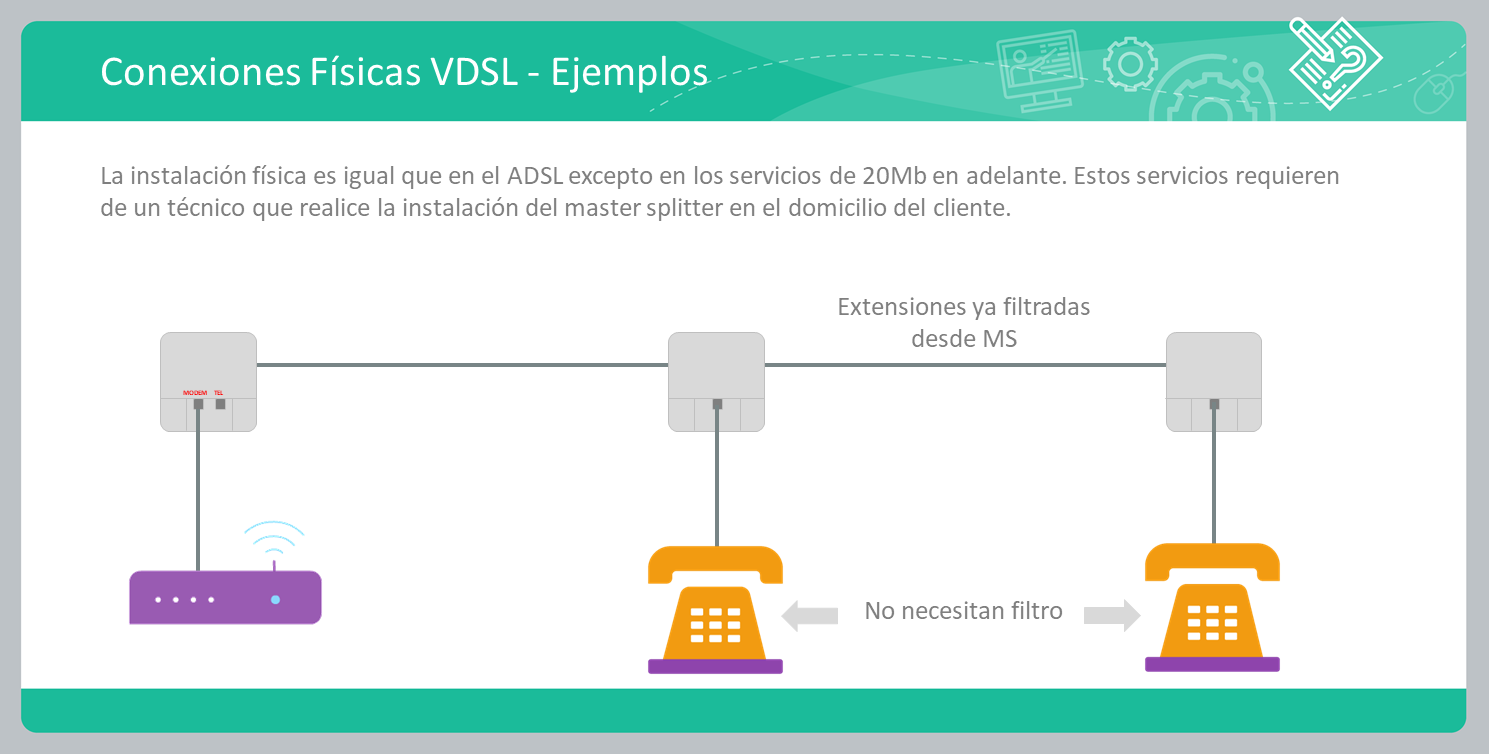 Conexiones Físicas VDSL - Ejemplos
La instalación física es igual que en el ADSL excepto en los servicios de 20Mb en adelante. Estos servicios requieren
de un técnico que realice la instalación del master splitter en el domicilio del cliente.
Extensiones ya filtradas
desde MS
MODEM TEL
No necesitan filtro